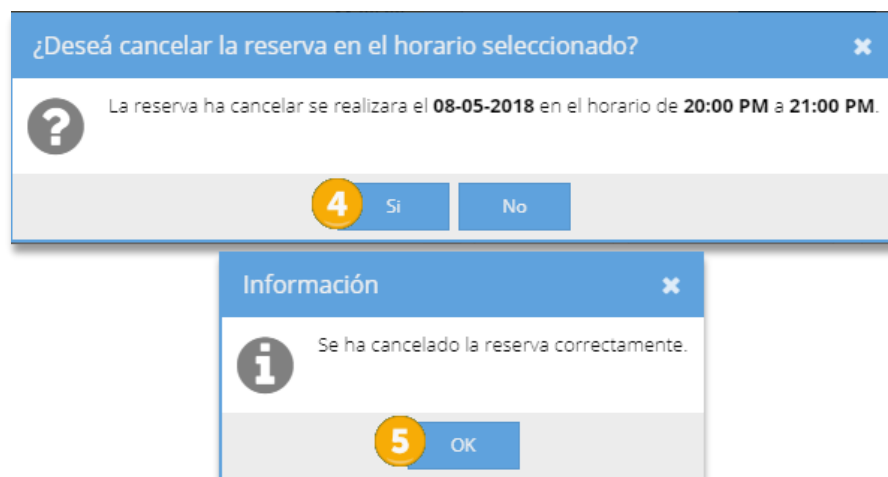 ¿Deseá cancelar la reserva en el horario seleccionado?
La reserva ha cancelar se realizara el 08-05-2018 en el horario de 20:00 PM a 21:00 PM.
4 Si No
Información
Se ha cancelado la reserva correctamente.
5 OK